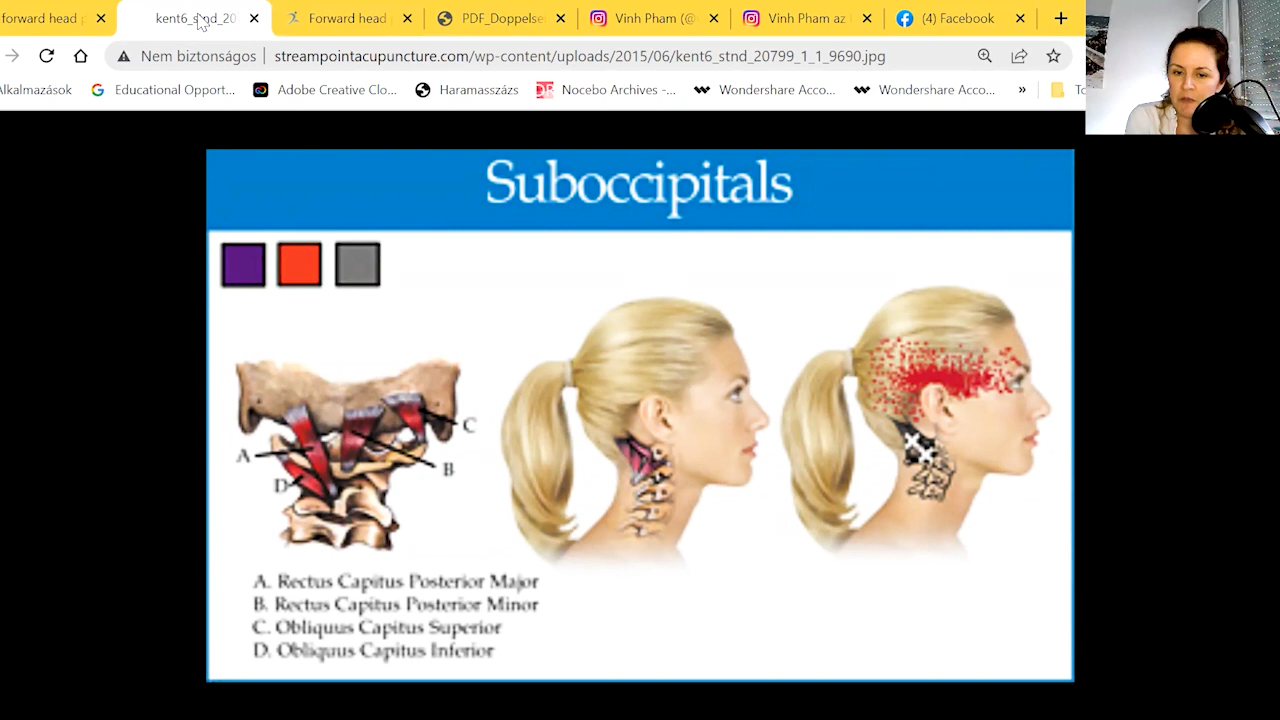 forward head
kent6_stnd_20
Forward head
PDF_Doppelse
Vinh Pham (@
Vinh Pham az
(4) Facebook
Nem biztonságos
streampointacupuncture.com/wp-content/uploads/2015/06/kent6_stnd_20799_1_1_9690.jpg
Alkalmazások
Educational Opport...
Adobe Creative Clo...
Haramasszázs
Nocebo Archives -...
Wondershare Acco...
Wondershare Acco...
»
Suboccipitals
C
A
B
D
A. Rectus Capitus Posterior Major
B. Rectus Capitus Posterior Minor
C. Obliquus Capitus Superior
D. Obliquus Capitus Inferior